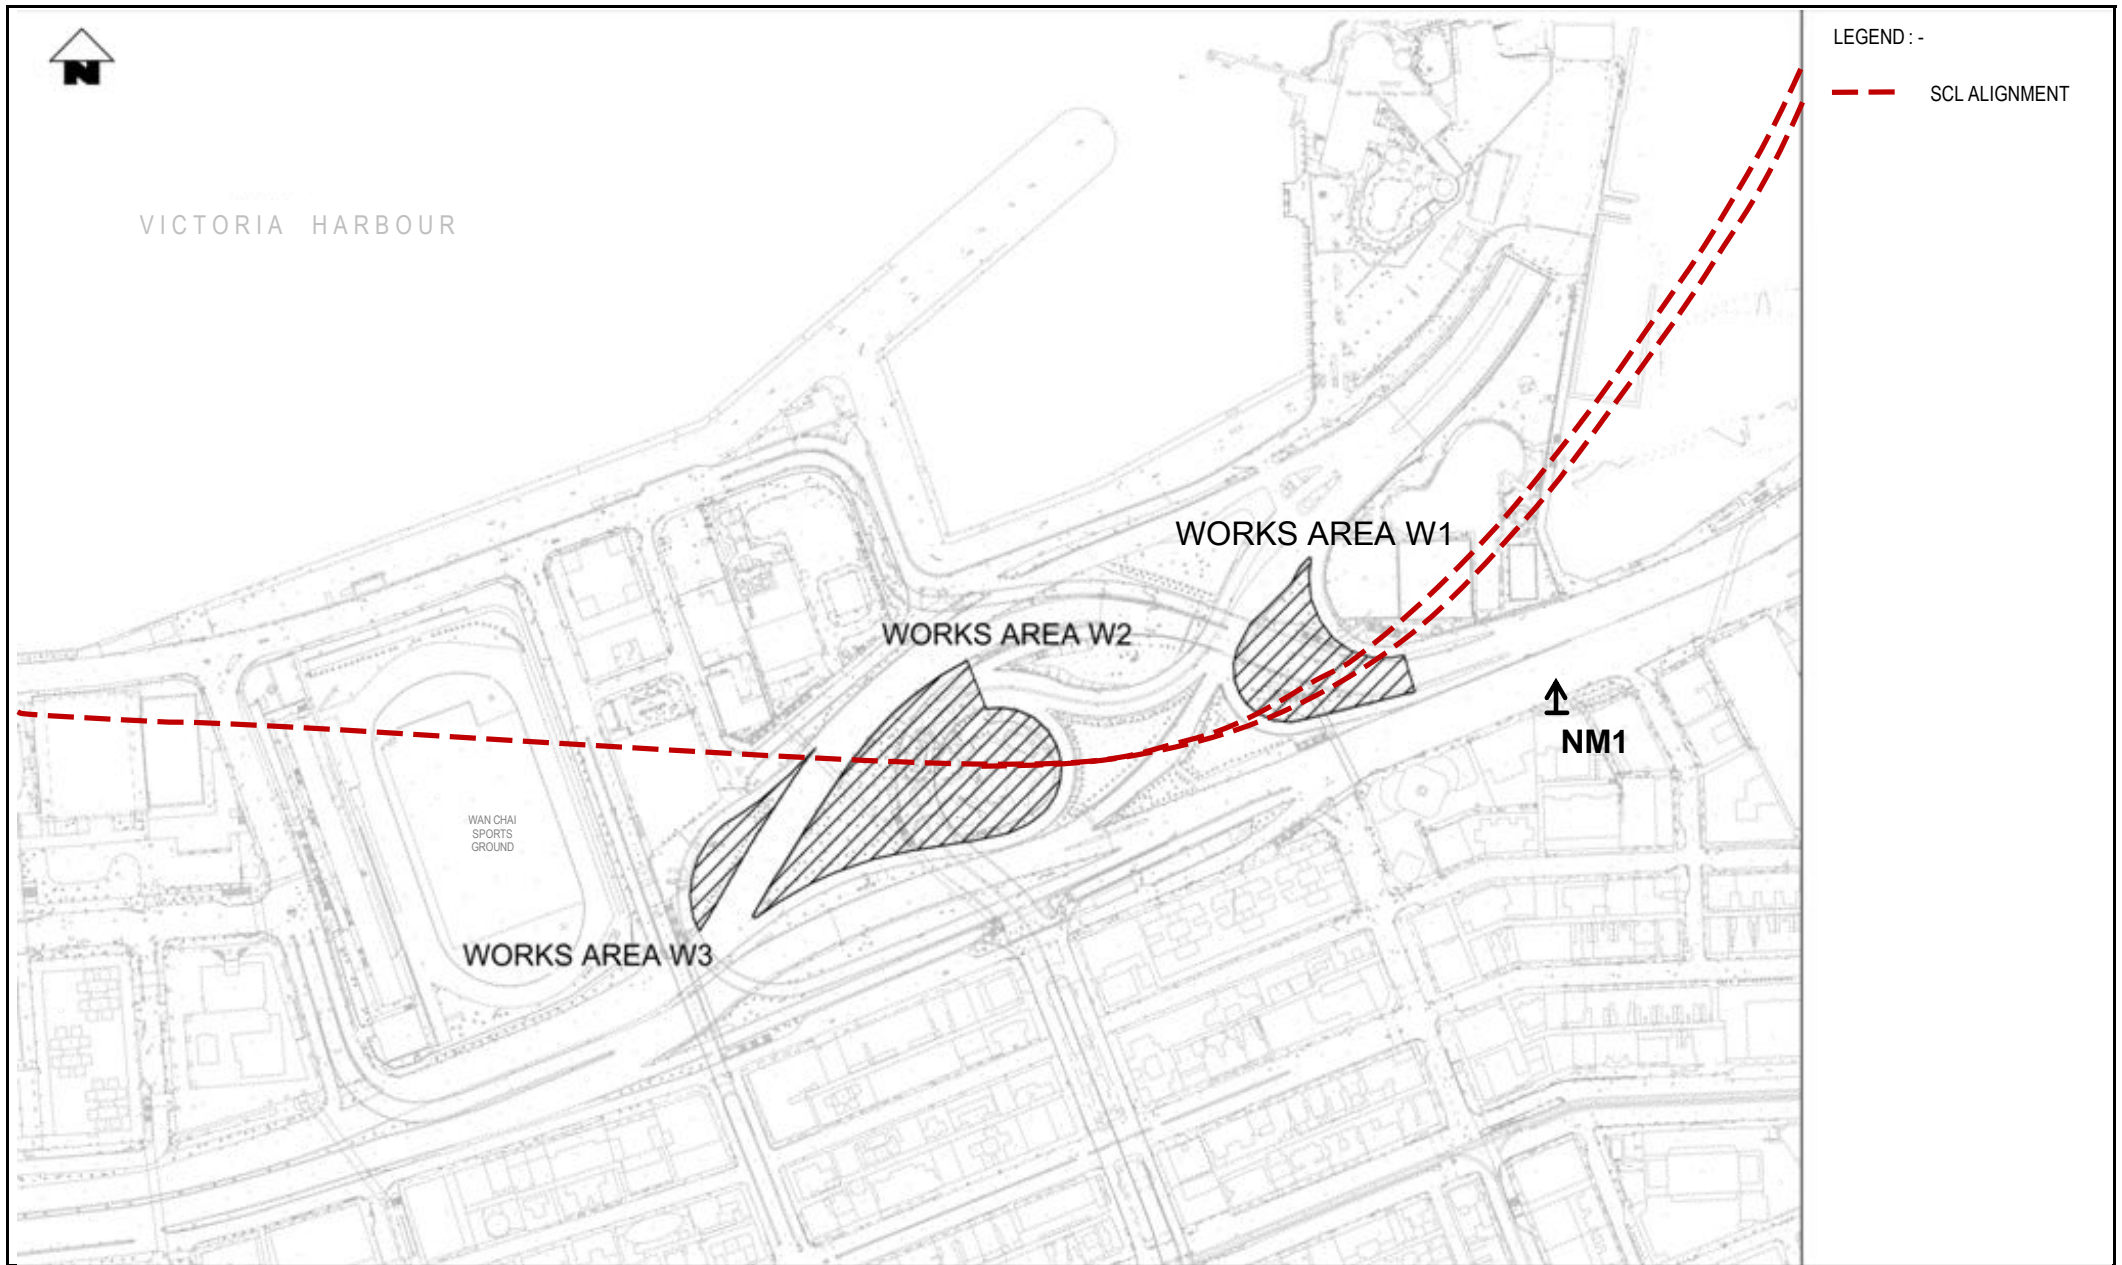 N
LEGEND : -
SCL ALIGNMENT
VICTORIA HARBOUR
WORKS AREA W1
WORKS AREA W2
NM1
WAN CHAI
SPORTS
GROUND
WORKS AREA W3